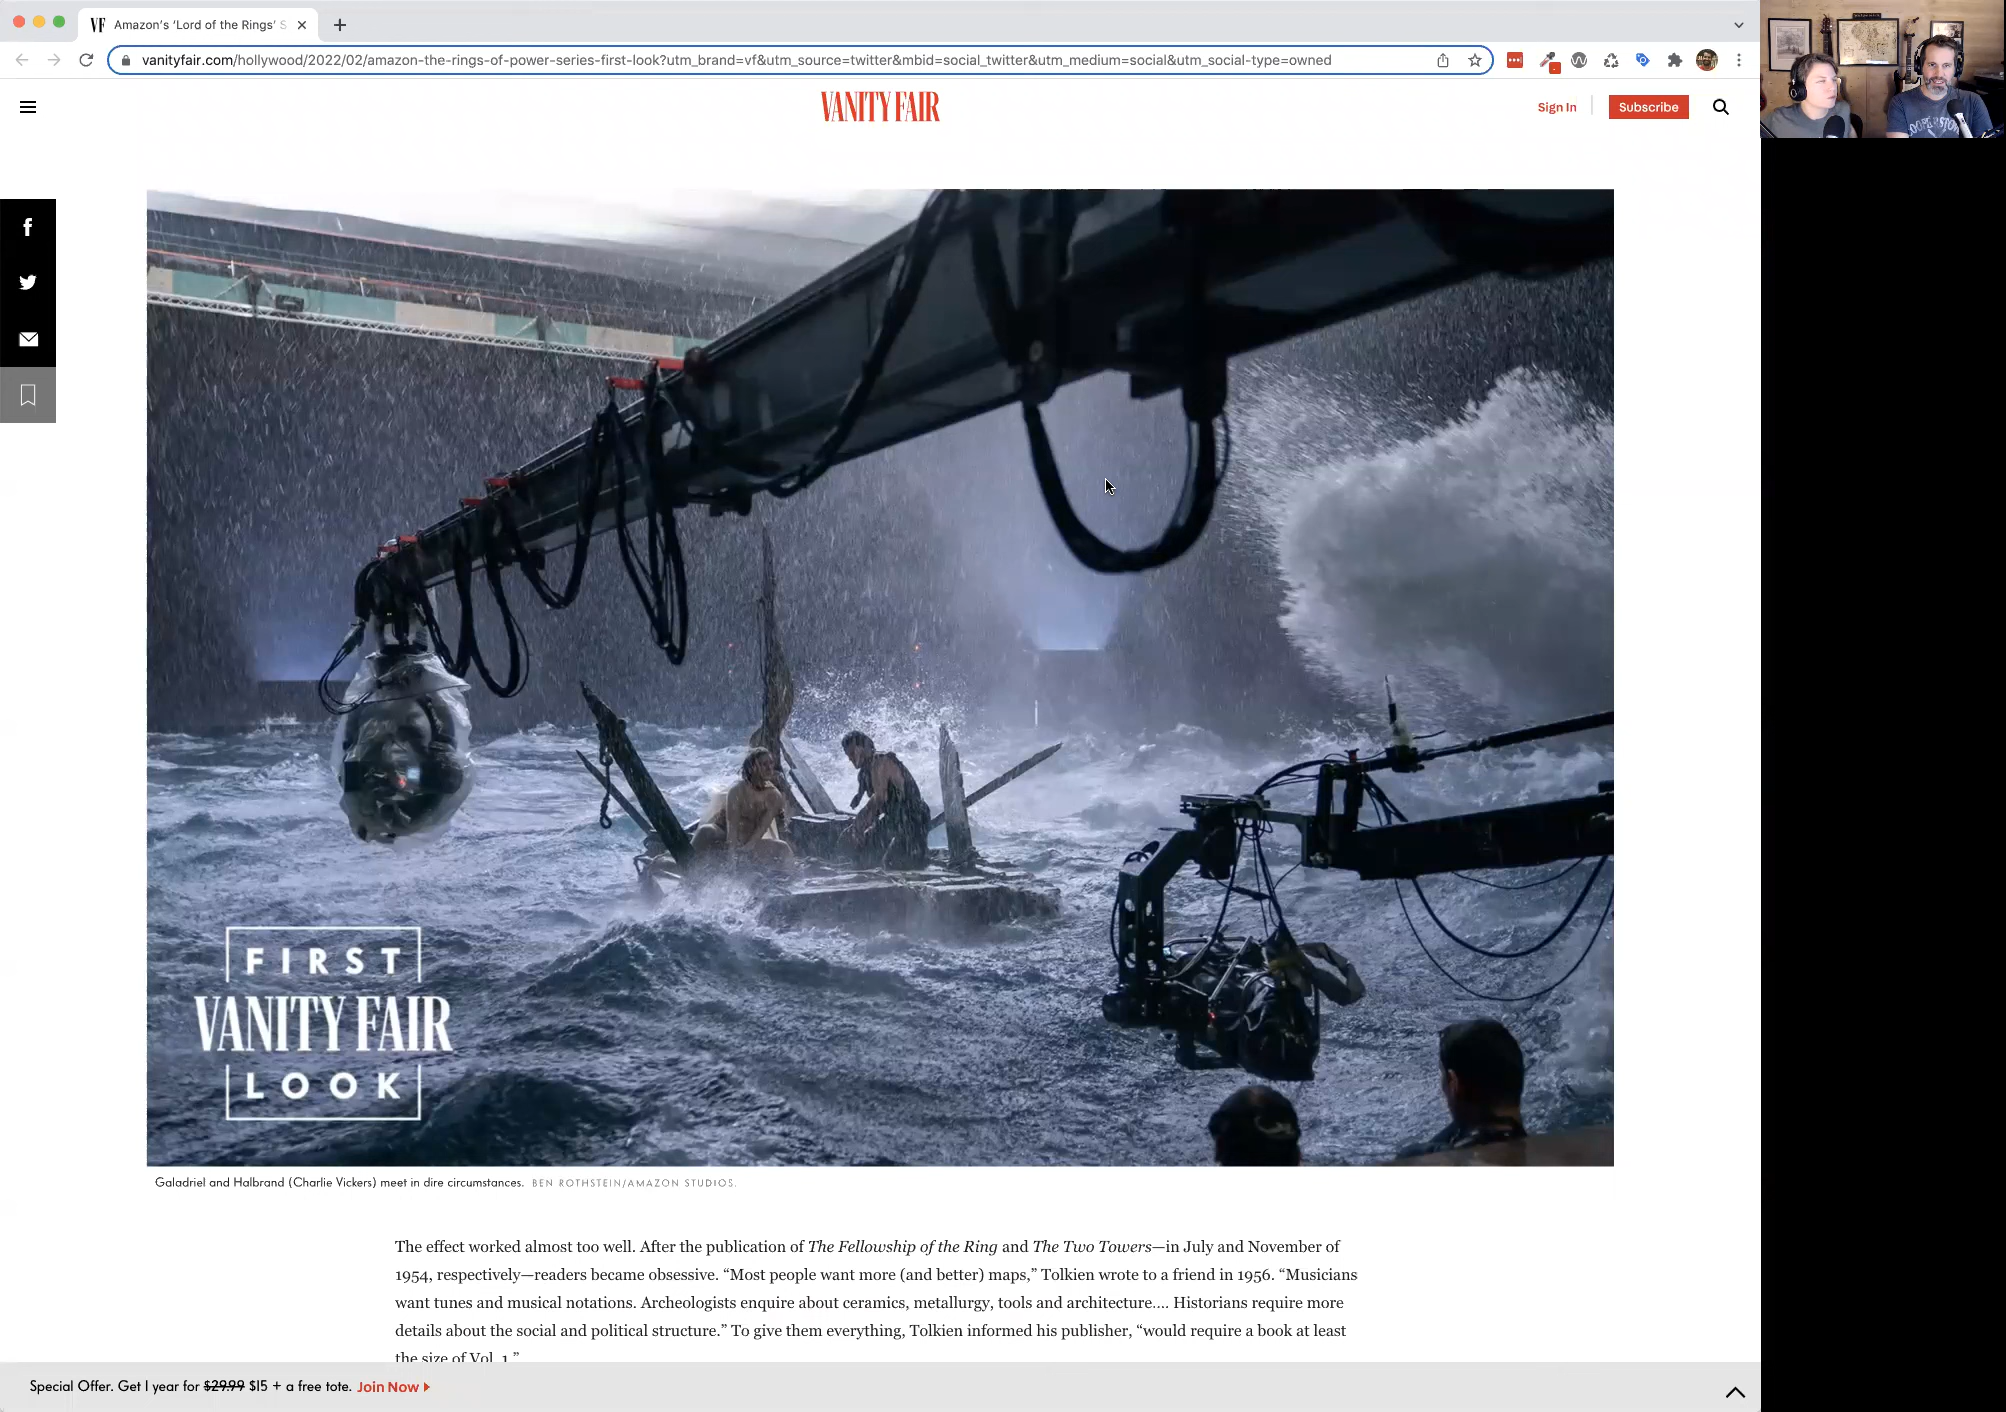 VF Amazon's 'Lord of the Rings' S
vanityfair.com/hollywood/2022/02/amazon-the-rings-of-power-series-first-look?utm_brand=vf&utm_source=twitter&mbid=social_twitter&utm_medium=social&utm_social-type=owned
VANITY FAIR
Sign In
Subscribe
FIRST
VANITY FAIR
LOOK
Galadriel and Halbrand (Charlie Vickers) meet in dire circumstances. BEN ROTHSTEIN/AMAZON STUDIOS.
The effect worked almost too well. After the publication of The Fellowship of the Ring and The Two Towers—in July and November of
1954, respectively—readers became obsessive. “Most people want more (and better) maps,” Tolkien wrote to a friend in 1956. “Musicians
want tunes and musical notations. Archeologists enquire about ceramics, metallurgy, tools and architecture.... Historians require more
details about the social and political structure.” To give them everything, Tolkien informed his publisher, “would require a book at least
the size of Vol. 1.”
Special Offer. Get 1 year for $29.99 $15 + a free tote. Join Now